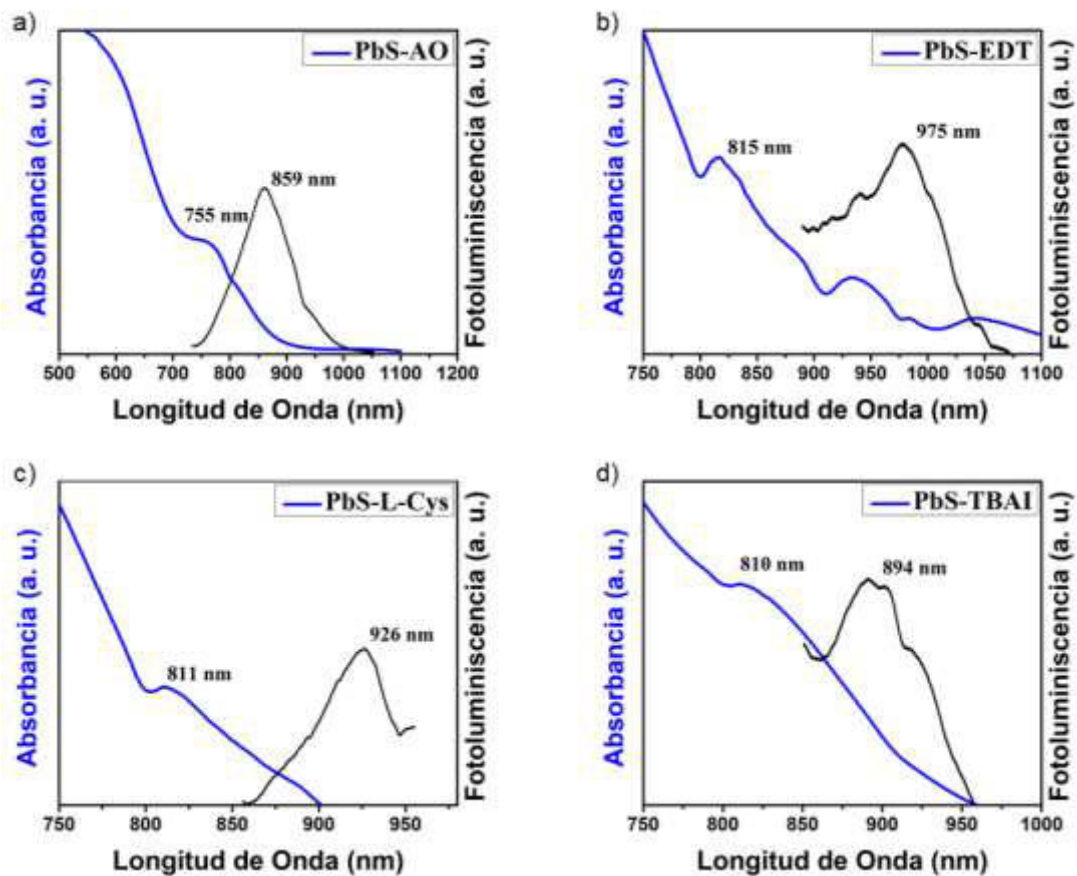 a)
PbS-AO
Absorbancia (a. u.)
Fotoluminiscencia (a. u.)
755 nm
859 nm
500 600 700 800 900 1000 1100 1200
Longitud de Onda (nm)
b)
PbS-EDT
Absorbancia (a. u.)
Fotoluminiscencia (a. u.)
815 nm
975 nm
750 800 850 900 950 1000 1050 1100
Longitud de Onda (nm)
c)
PbS-L-Cys
Absorbancia (a. u.)
Fotoluminiscencia (a. u.)
811 nm
926 nm
750 800 850 900 950
Longitud de Onda (nm)
d)
PbS-TBAI
Absorbancia (a. u.)
Fotoluminiscencia (a. u.)
810 nm
894 nm
750 800 850 900 950 1000
Longitud de Onda (nm)